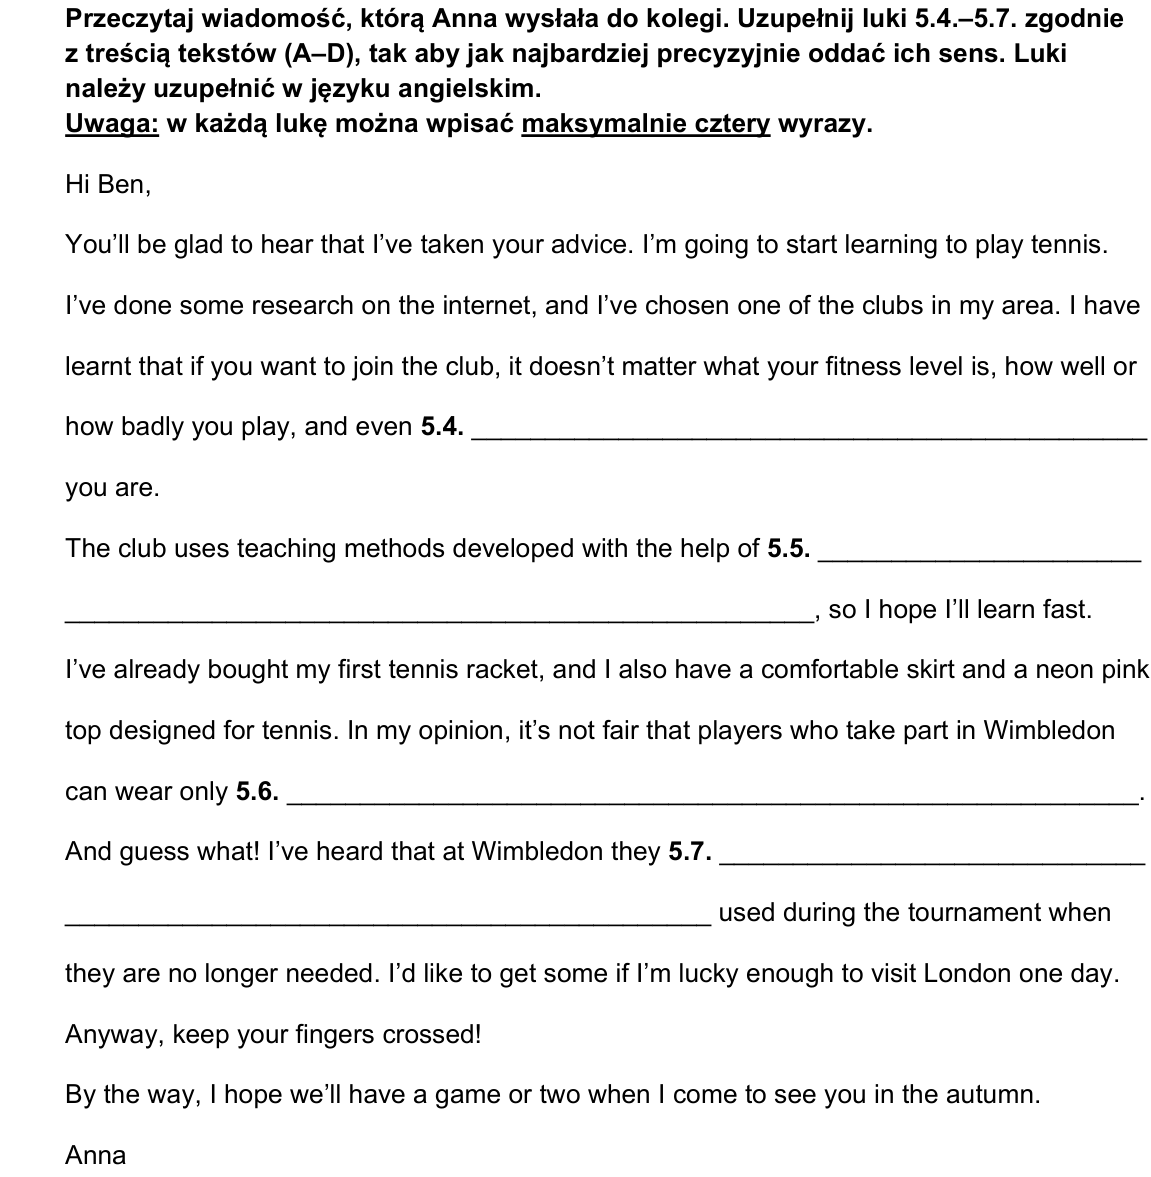 Przeczytaj wiadomość, którą Anna wysłała do kolegi. Uzupełnij luki 5.4.–5.7. zgodnie
z treścią tekstów (A–D), tak aby jak najbardziej precyzyjnie oddać ich sens. Luki
należy uzupełnić w języku angielskim.
Uwaga: w każdą lukę można wpisać maksymalnie cztery wyrazy.
Hi Ben,
You’ll be glad to hear that I’ve taken your advice. I’m going to start learning to play tennis.
I’ve done some research on the internet, and I’ve chosen one of the clubs in my area. I have
learnt that if you want to join the club, it doesn’t matter what your fitness level is, how well or
how badly you play, and even 5.4. ______________________________________________
you are.
The club uses teaching methods developed with the help of 5.5. ______________________
___________________________________________________, so I hope I’ll learn fast.
I’ve already bought my first tennis racket, and I also have a comfortable skirt and a neon pink
top designed for tennis. In my opinion, it’s not fair that players who take part in Wimbledon
can wear only 5.6. __________________________________________________________.
And guess what! I’ve heard that at Wimbledon they 5.7. _____________________________
____________________________________________ used during the tournament when
they are no longer needed. I’d like to get some if I’m lucky enough to visit London one day.
Anyway, keep your fingers crossed!
By the way, I hope we’ll have a game or two when I come to see you in the autumn.
Anna